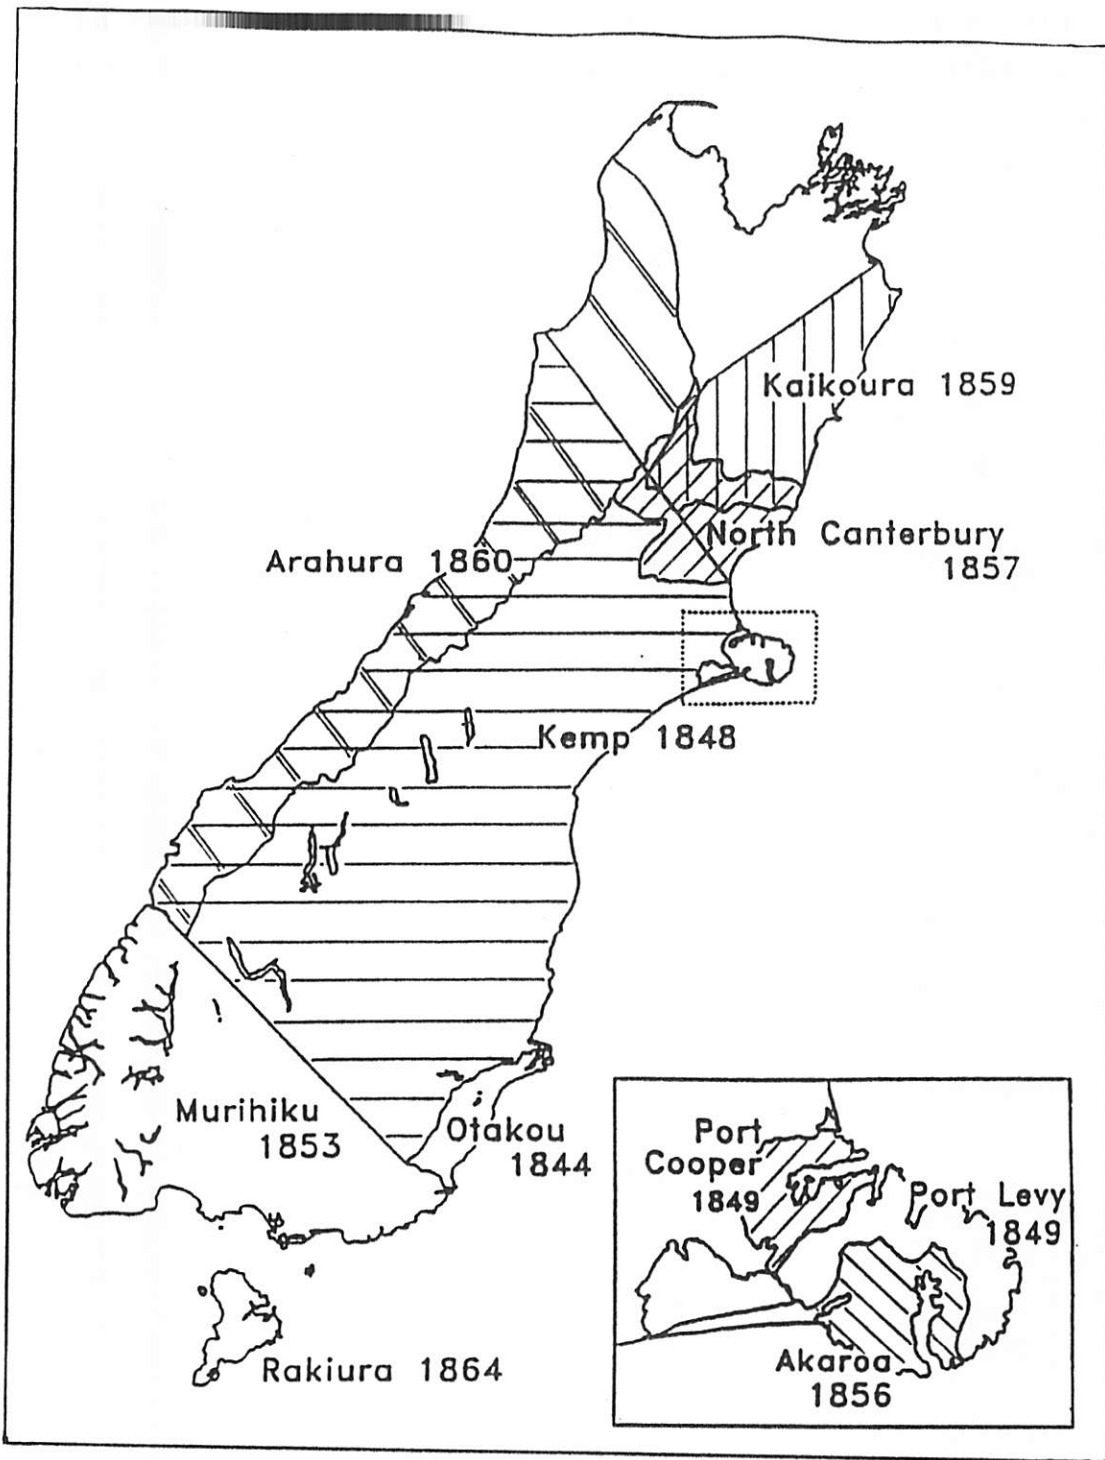 Kaikoura 1859
North Canterbury
1857
Arahura 1860
Kemp 1848
Murihiku
1853
Otákou
1844
Rakiura 1864
Port
Cooper
1849
Port Levy
1849
Akaroa
1856